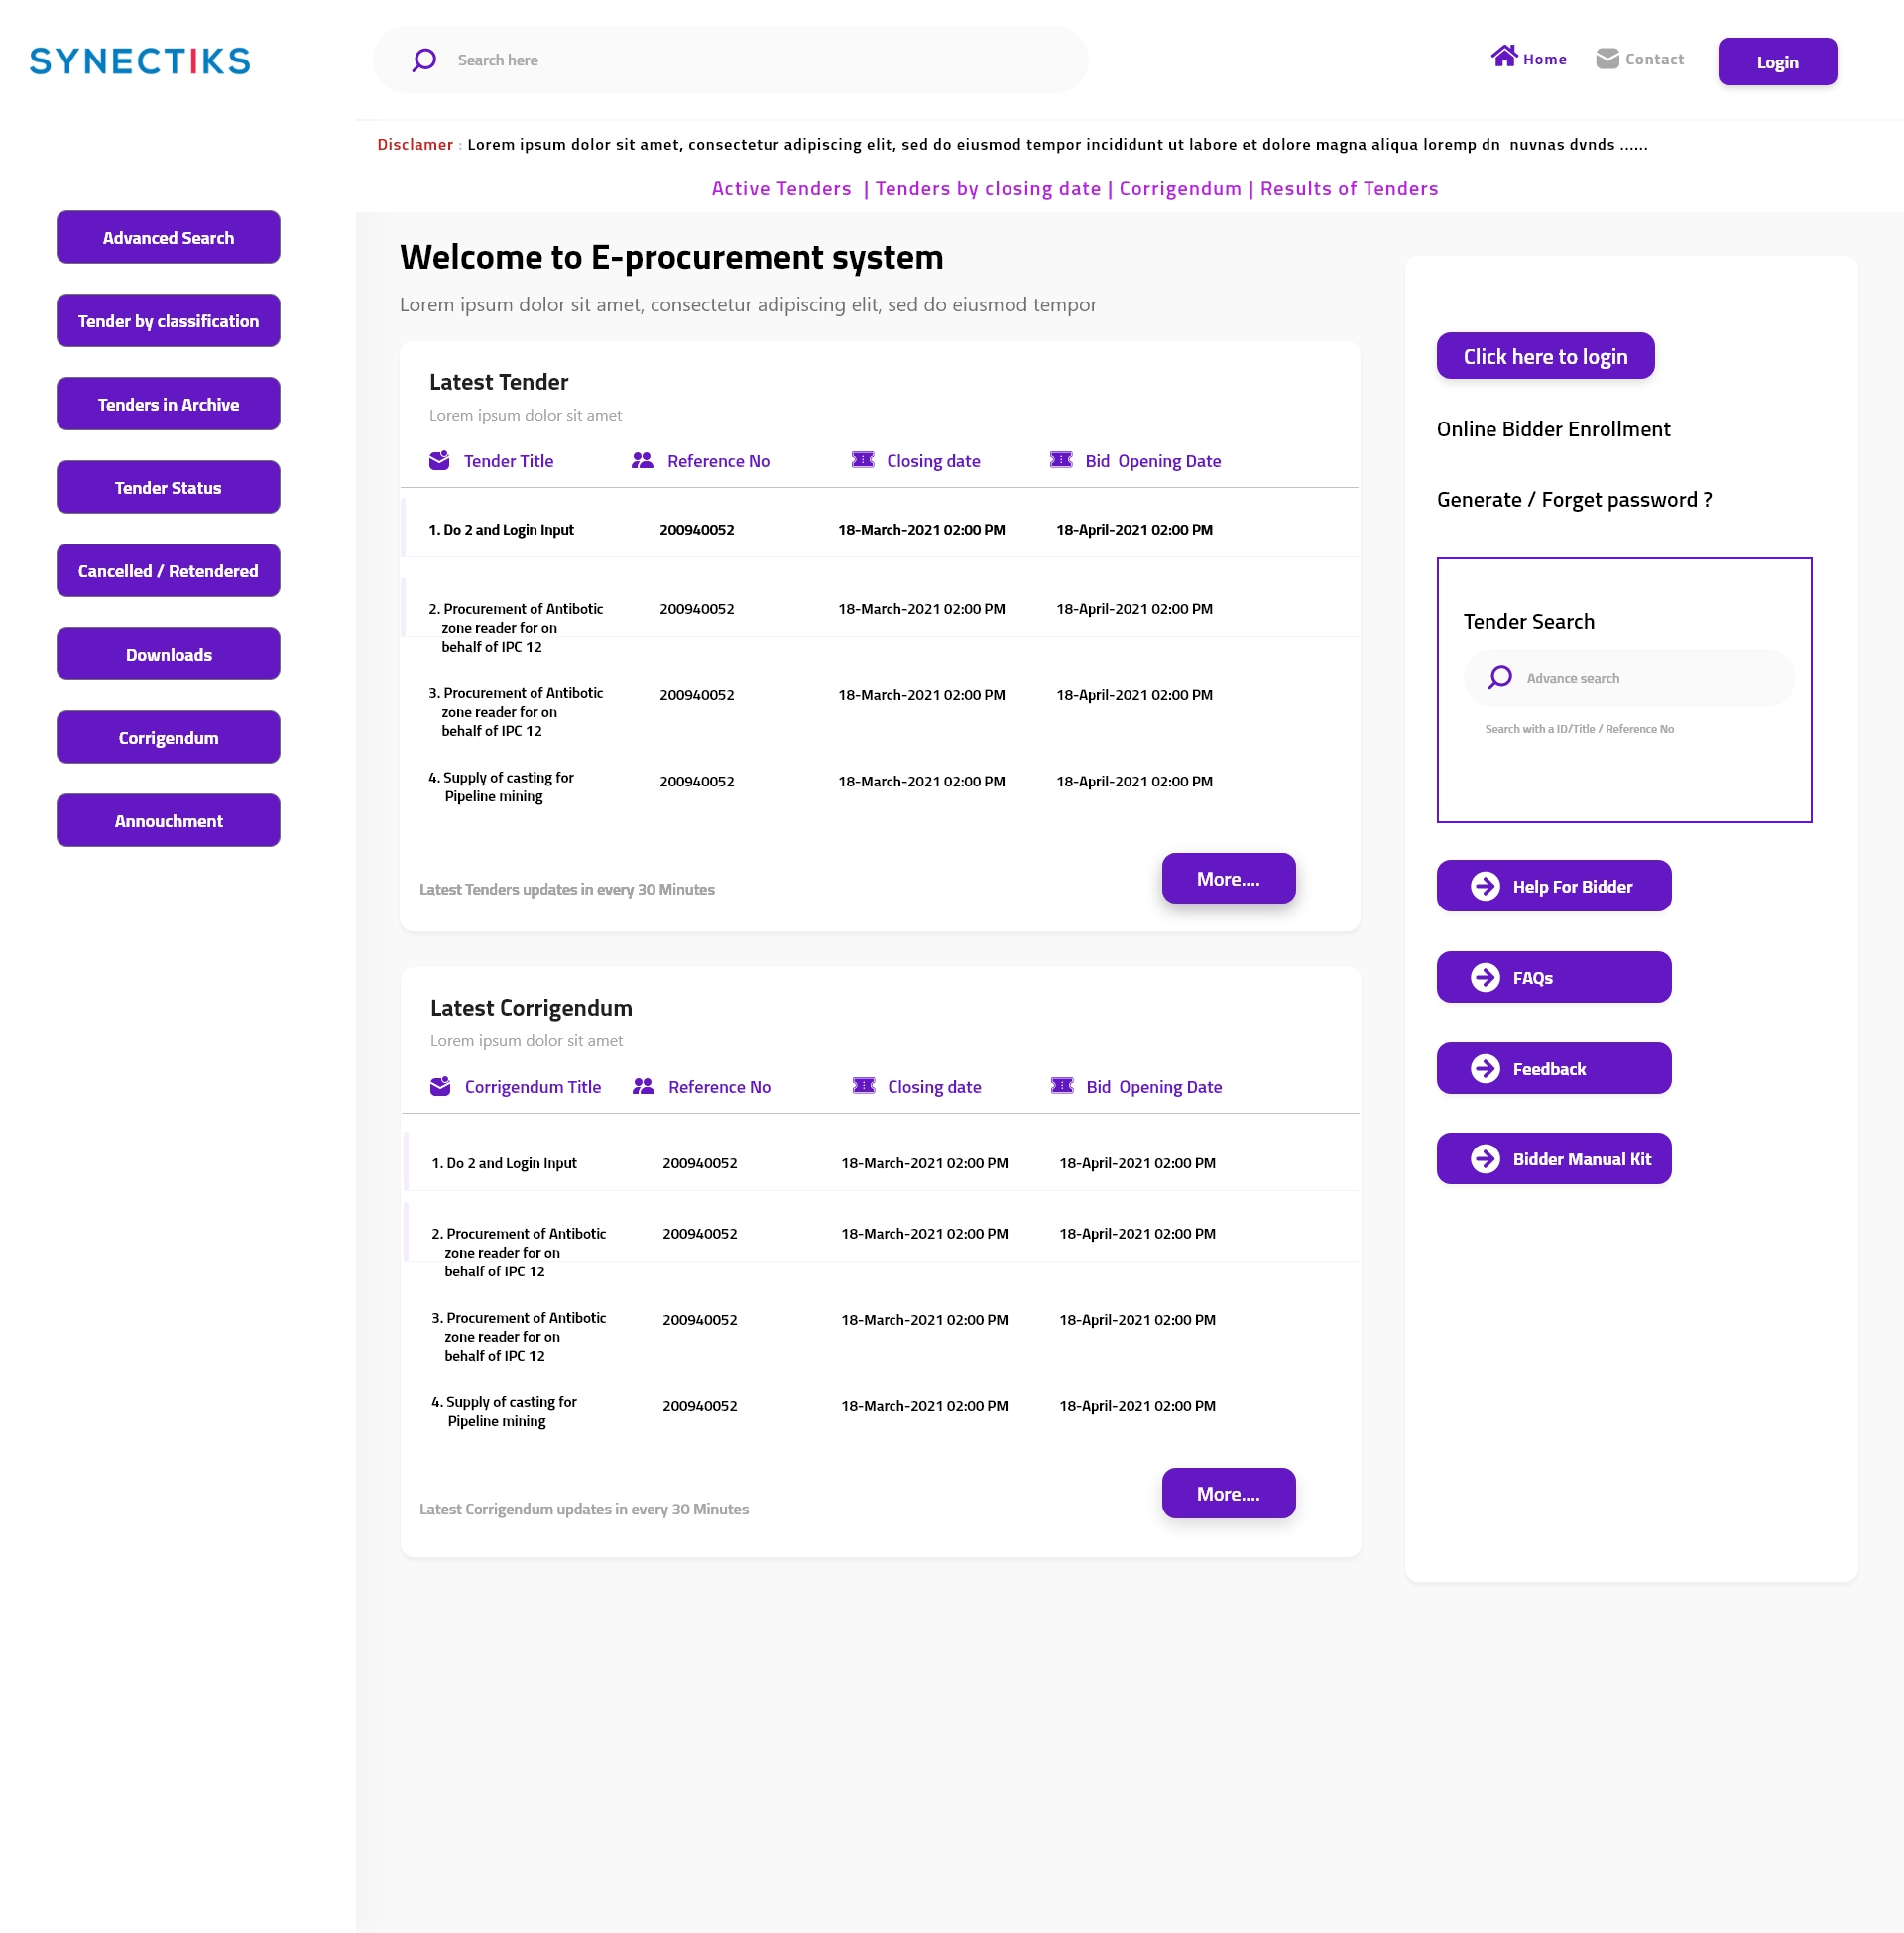 SYNECTIKS
Search here
Home
Contact
Login
Disclamer : Lorem ipsum dolor sit amet, consectetur adipiscing elit, sed do eiusmod tempor incididunt ut labore et dolore magna aliqua loremp dn nuvnas dvnds ......
Active Tenders | Tenders by closing date | Corrigendum | Results of Tenders
Advanced Search
Tender by classification
Tenders in Archive
Tender Status
Cancelled / Retendered
Downloads
Corrigendum
Annouchment
Welcome to E-procurement system
Lorem ipsum dolor sit amet, consectetur adipiscing elit, sed do eiusmod tempor
Latest Tender
Lorem ipsum dolor sit amet
Tender Title Reference No Closing date Bid Opening Date
1. Do 2 and Login Input 200940052 18-March-2021 02:00 PM 18-April-2021 02:00 PM
2. Procurement of Antibotic 200940052 18-March-2021 02:00 PM 18-April-2021 02:00 PM
zone reader for on
behalf of IPC 12
3. Procurement of Antibotic 200940052 18-March-2021 02:00 PM 18-April-2021 02:00 PM
zone reader for on
behalf of IPC 12
4. Supply of casting for 200940052 18-March-2021 02:00 PM 18-April-2021 02:00 PM
Pipeline mining
Latest Tenders updates in every 30 Minutes
More....
Latest Corrigendum
Lorem ipsum dolor sit amet
Corrigendum Title Reference No Closing date Bid Opening Date
1. Do 2 and Login Input 200940052 18-March-2021 02:00 PM 18-April-2021 02:00 PM
2. Procurement of Antibotic 200940052 18-March-2021 02:00 PM 18-April-2021 02:00 PM
zone reader for on
behalf of IPC 12
3. Procurement of Antibotic 200940052 18-March-2021 02:00 PM 18-April-2021 02:00 PM
zone reader for on
behalf of IPC 12
4. Supply of casting for 200940052 18-March-2021 02:00 PM 18-April-2021 02:00 PM
Pipeline mining
Latest Corrigendum updates in every 30 Minutes
More....
Click here to login
Online Bidder Enrollment
Generate / Forget password ?
Tender Search
Advance search
Search with a ID/Title / Reference No
Help For Bidder
FAQs
Feedback
Bidder Manual Kit